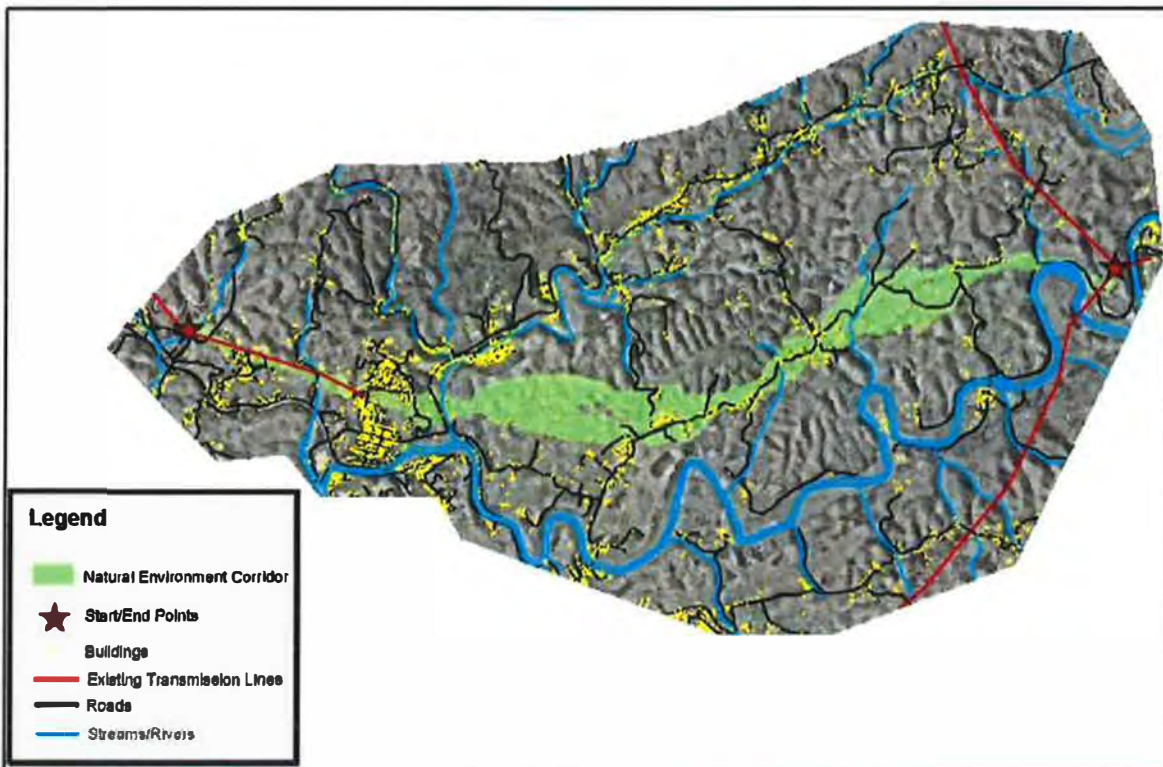 Legend
Natural Environment Corridor
Start/End Points
Buildings
Existing Transmission Lines
Roads
Streams/Rivers